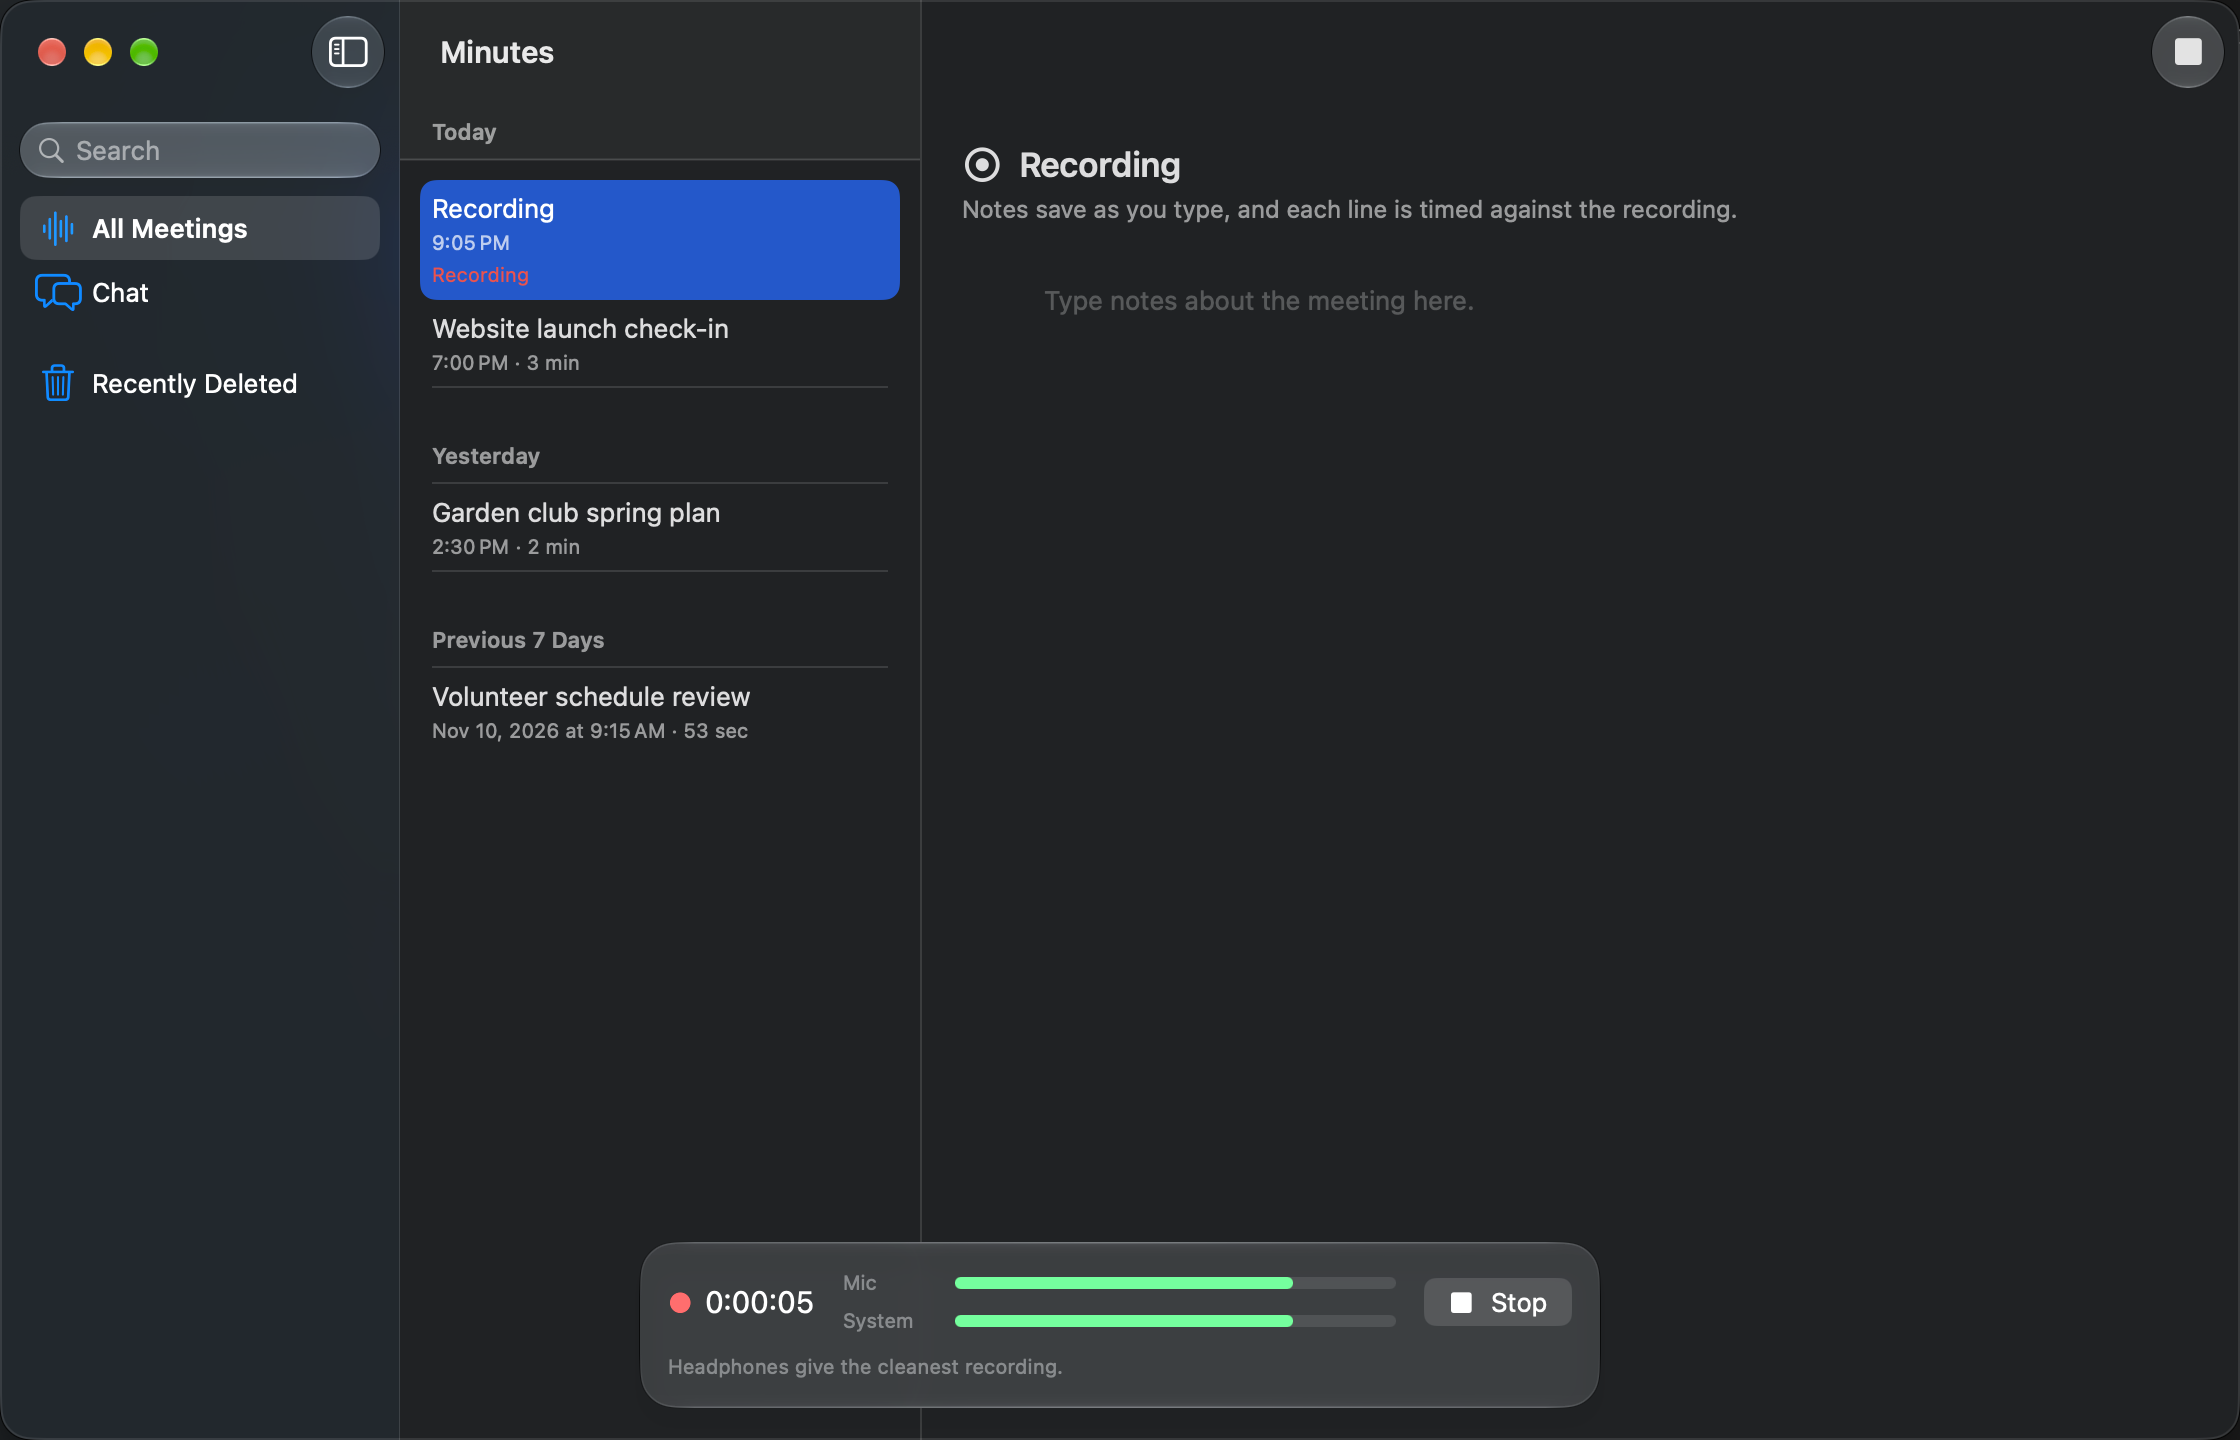 Search
All Meetings
Chat
Recently Deleted
Minutes
Today
Recording
9:05 PM
Recording
Website launch check-in
7:00 PM · 3 min
Yesterday
Garden club spring plan
2:30 PM · 2 min
Previous 7 Days
Volunteer schedule review
Nov 10, 2026 at 9:15 AM · 53 sec
Recording
Notes save as you type, and each line is timed against the recording.
Type notes about the meeting here.
0:00:05
Mic
System
Stop
Headphones give the cleanest recording.